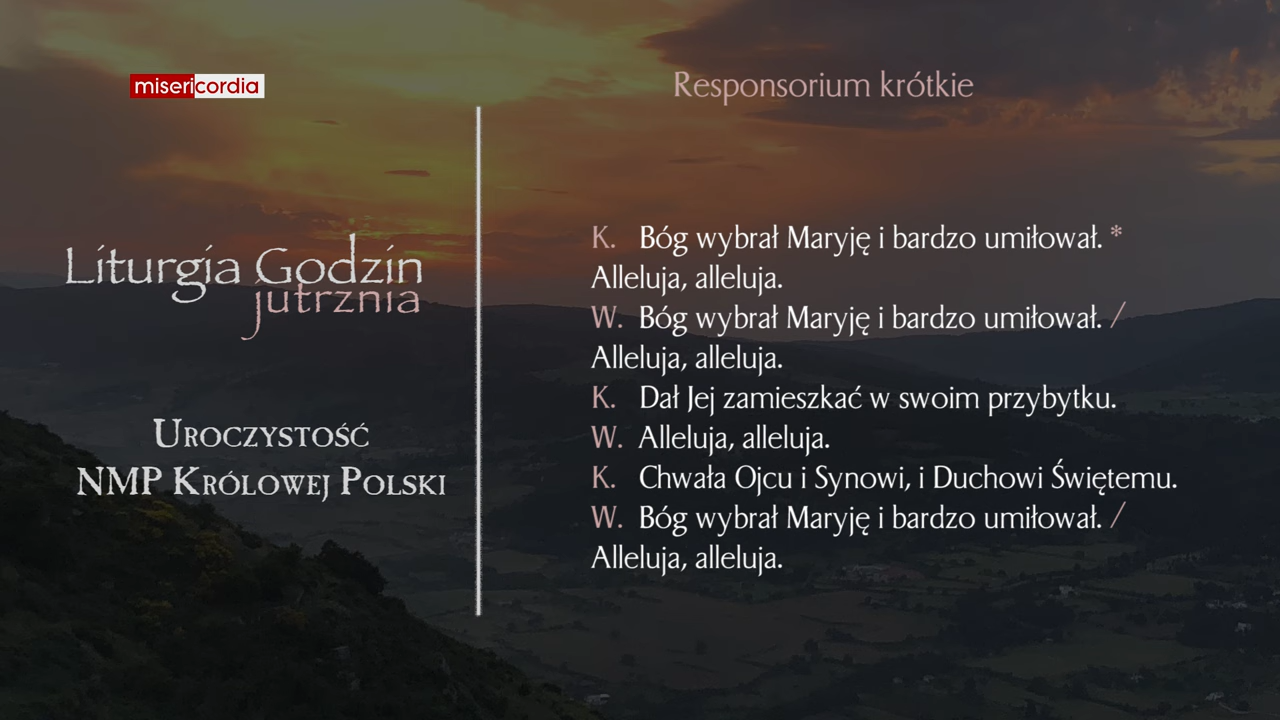 misericordia
Liturgia Godzin
jutrznia
Uroczystość
NMP Królowej Polski
Responsorium krótkie
K. Bóg wybrał Maryję i bardzo umiłował. *
Alleluja, alleluja.
W. Bóg wybrał Maryję i bardzo umiłował. /
Alleluja, alleluja.
K. Dał Jej zamieszkać w swoim przybytku.
W. Alleluja, alleluja.
K. Chwała Ojcu i Synowi, i Duchowi Świętemu.
W. Bóg wybrał Maryję i bardzo umiłował. /
Alleluja, alleluja.